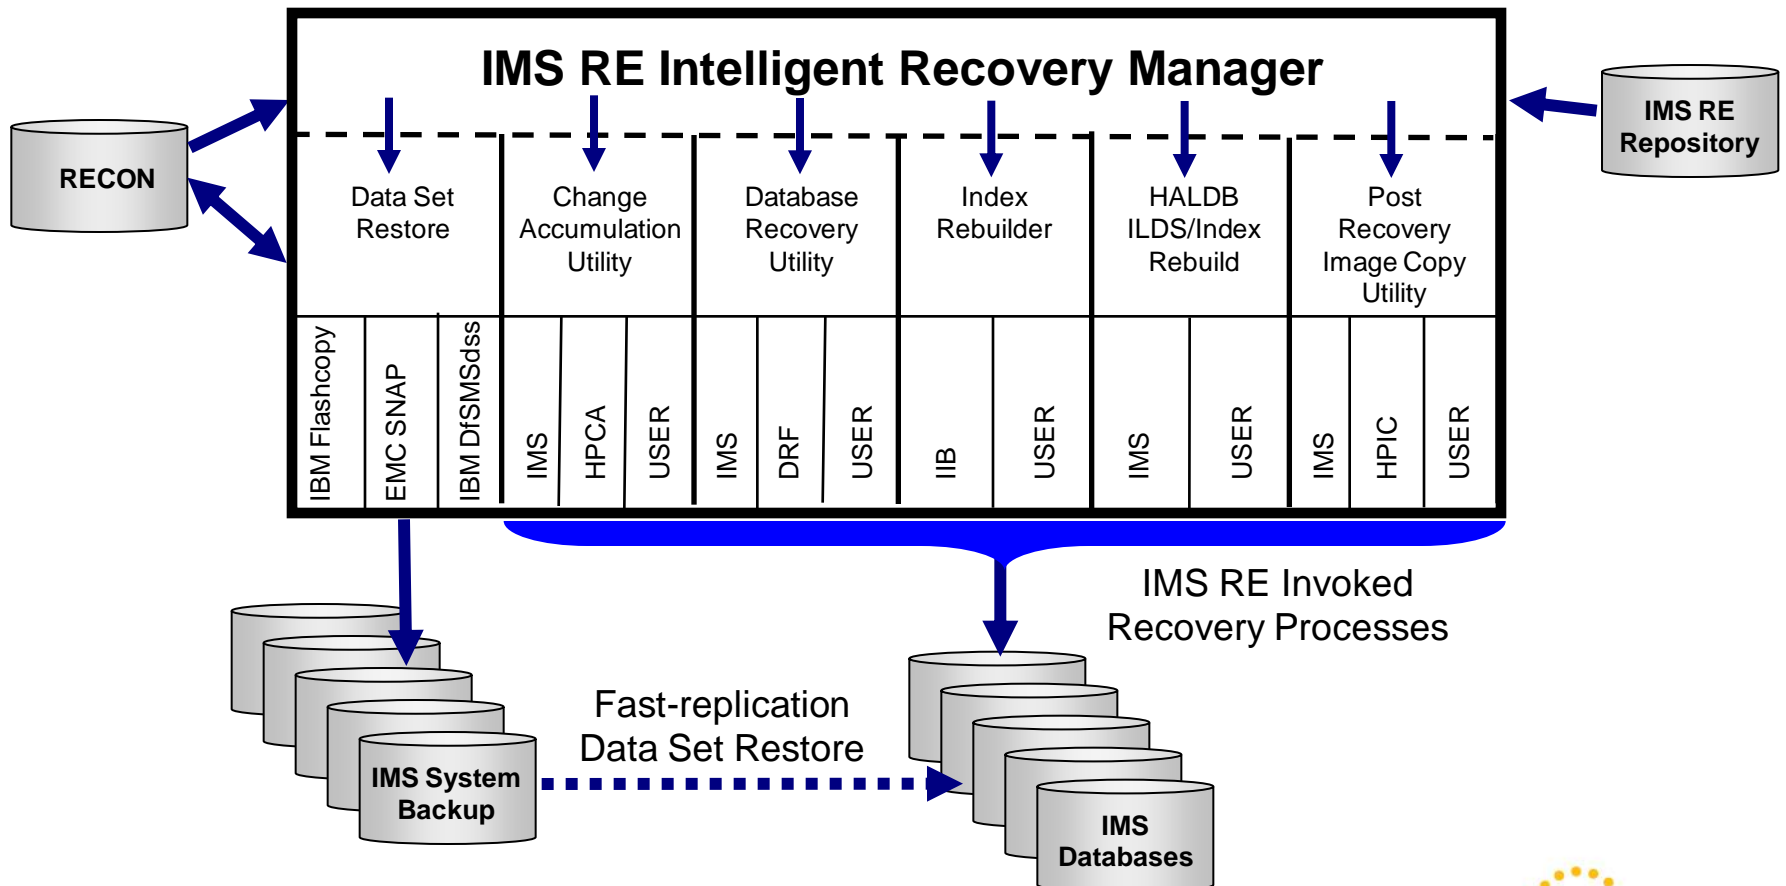 IMS RE Intelligent Recovery Manager
RECON
IMS RE
Repository
Data Set
Restore
Change
Accumulation
Utility
Database
Recovery
Utility
Index
Rebuilder
HALDB
ILDS/Index
Rebuild
Post
Recovery
Image Copy
Utility
IBM Flashcopy
EMC SNAP
IBM DfSMSdss
IMS
HPCA
USER
IMS
DRF
USER
IIB
USER
IMS
USER
IMS
HPIC
USER
IMS RE Invoked
Recovery Processes
Fast-replication
Data Set Restore
IMS System
Backup
IMS
Databases